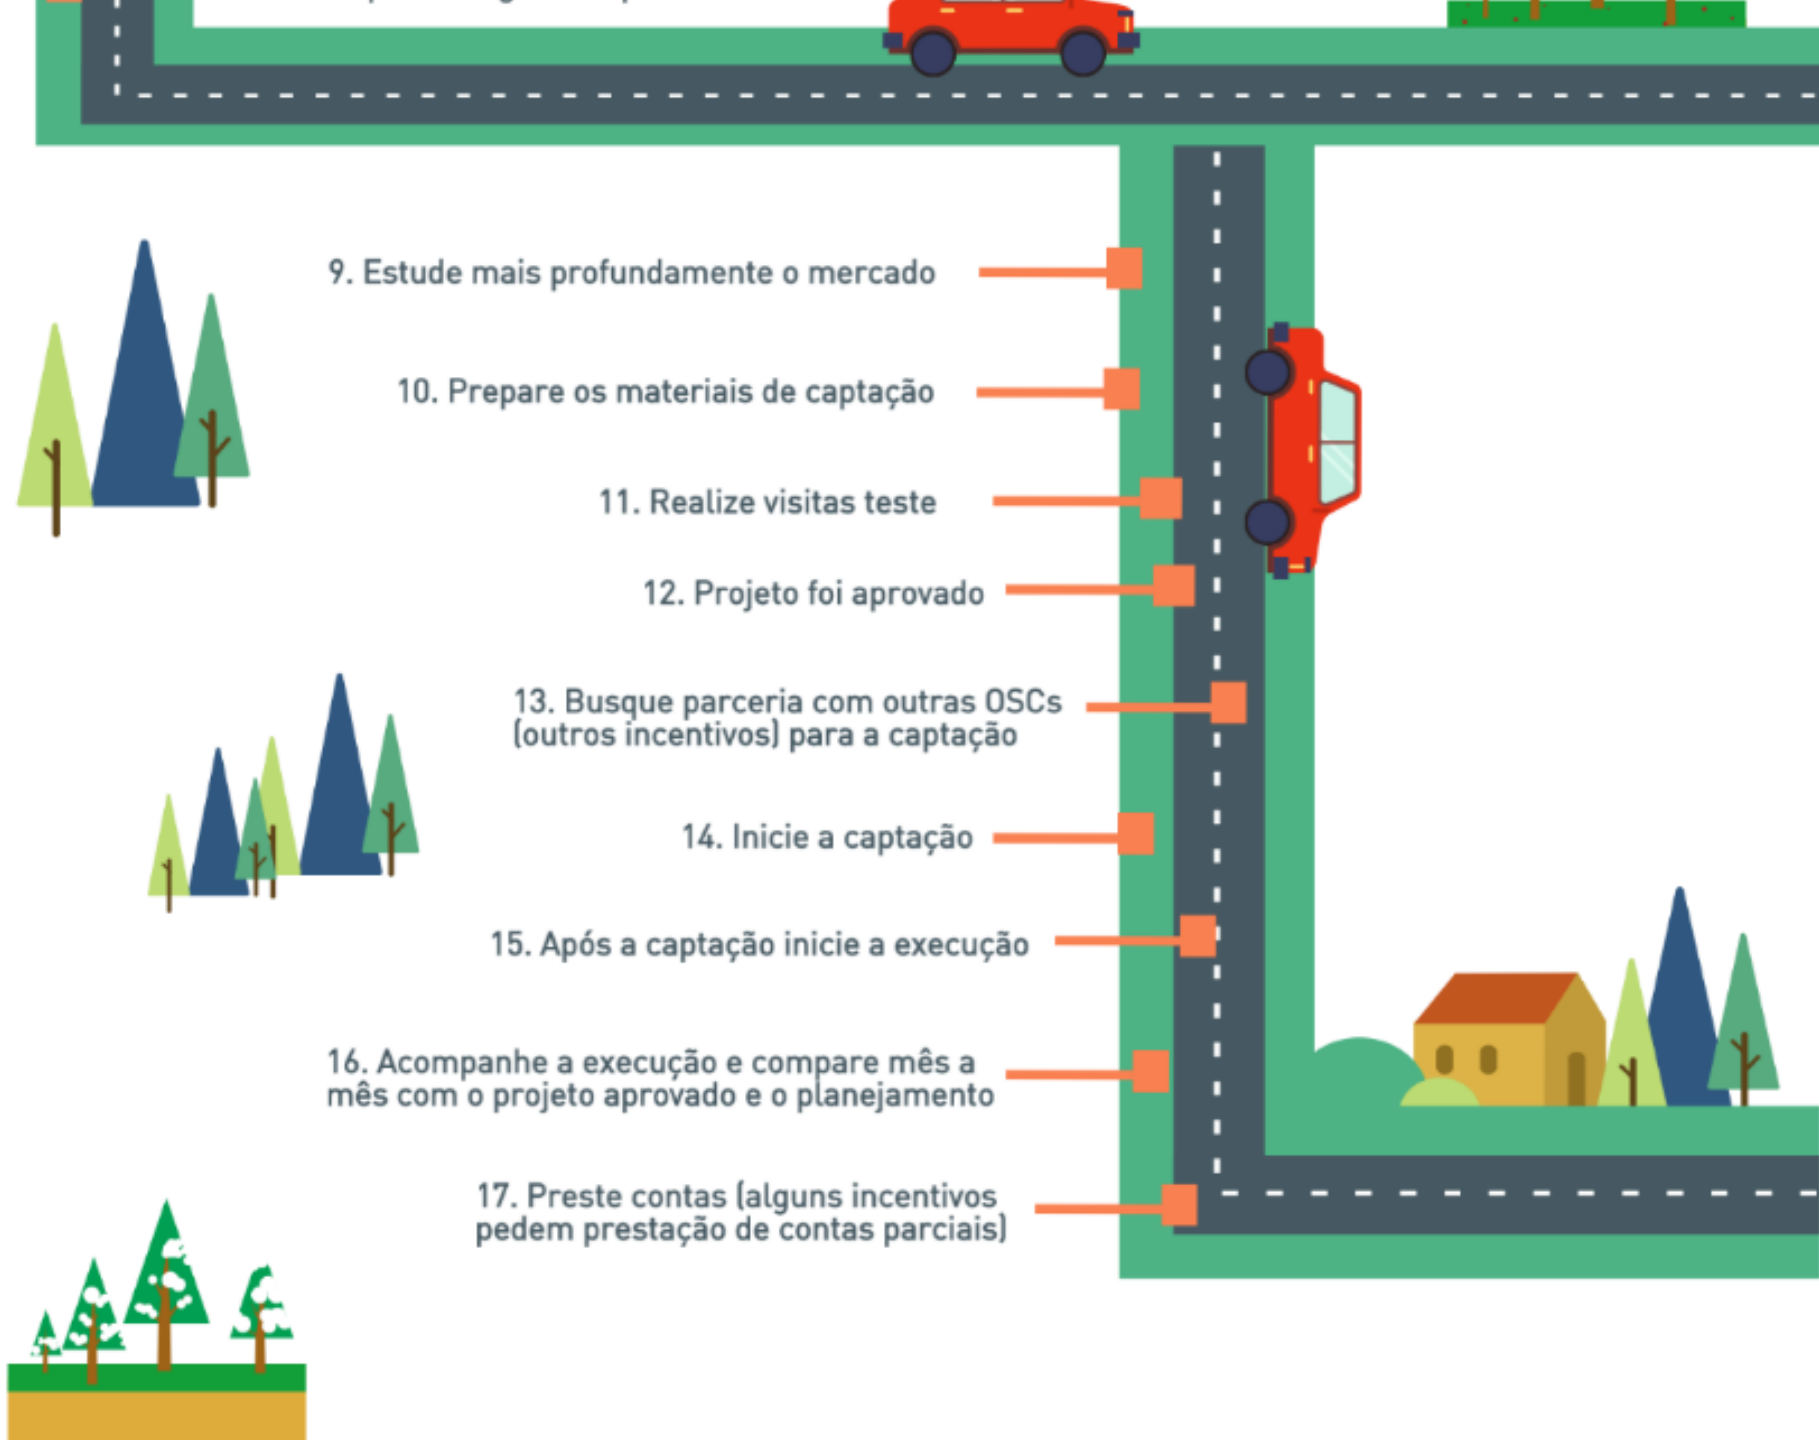 9. Estude mais profundamente o mercado
10. Prepare os materiais de captação
11. Realize visitas teste
12. Projeto foi aprovado
13. Busque parceria com outras OSCs
(outros incentivos) para a captação
14. Inicie a captação
15. Após a captação inicie a execução
16. Acompanhe a execução e compare mês a
mês com o projeto aprovado e o planejamento
17. Preste contas (alguns incentivos
pedem prestação de contas parciais)